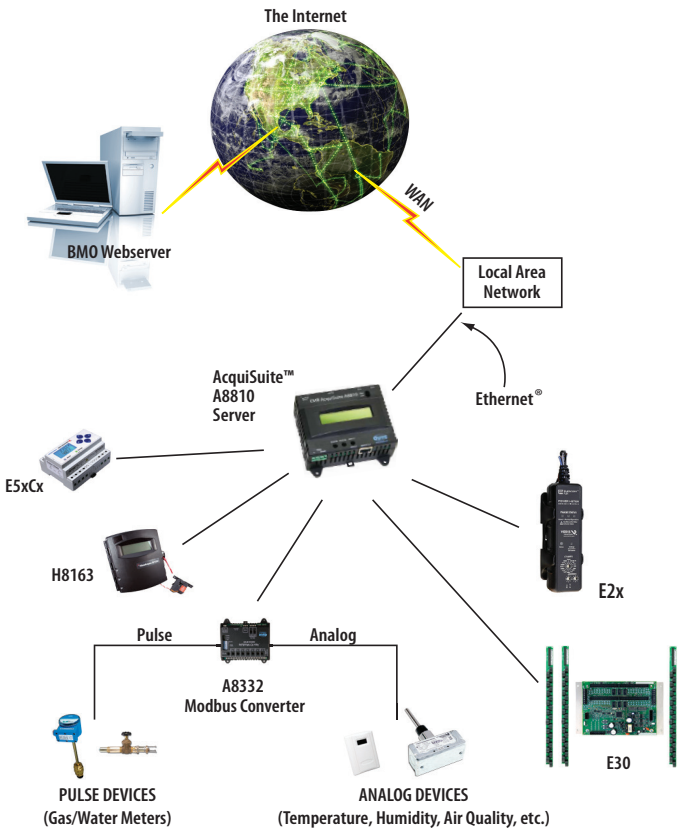 The Internet
WAN
BMO Webserver
Local Area
Network
AcquiSuite™
A8810
Server
Ethernet®
E5xCx
H8163
E2x
Pulse
Analog
A8332
Modbus Converter
E30
PULSE DEVICES
(Gas/Water Meters)
ANALOG DEVICES
(Temperature, Humidity, Air Quality, etc.)